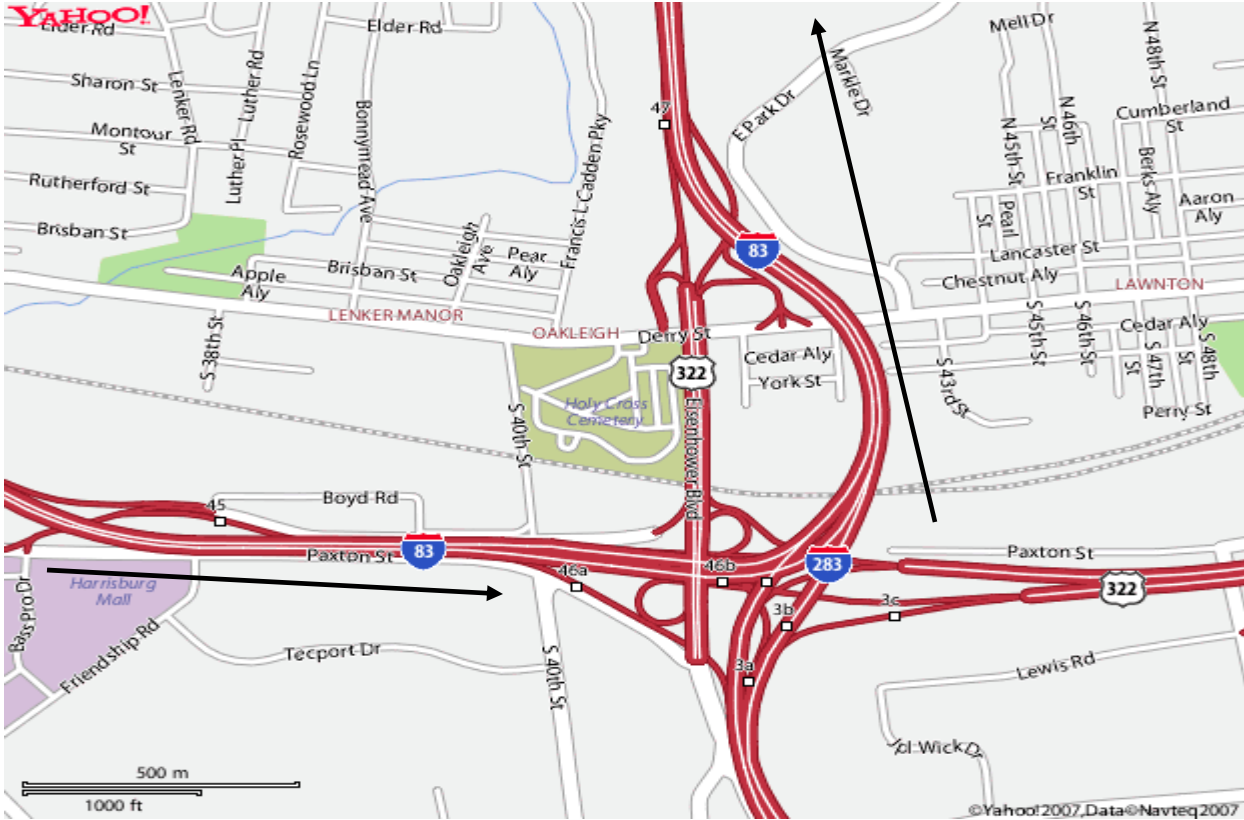 YAHOO!
Elder Rd
Elder Rd
Mell Dr
N 48th St
Markle Dr
Lenker Rd
Luther Rd
Rosewood Ln
Sharon St
Bonnymead Ave
47
E Park Dr
N 46th
St
Cumberland
St
Montour
St
Francis L Cadden Pky
N 45th St
Berks Aly
Luther Pl
Rutherford St
Franklin
St
Pearl
St
Aaron
Aly
Brisban St
Oakleigh
Ave
Pear
Aly
83
Lancaster St
Chestnut Aly
Apple
Aly
Brisban St
LAWNTON
LENKER MANOR
OAKLEIGH
Derry St
Cedar Aly
S 45th St
S 46th St
S 47th
St
S 48th
St
S 38th St
Cedar Aly
York St
322
S 43rd St
Holy Cross
Cemetery
Eisenhower Blvd
Perry St
S 40th St
Boyd Rd
45
83
Paxton St
46a
46b
283
Paxton St
322
Harrisburg
Mall
3b
3c
Bass Pro Dr
Friendship Rd
Tecport Dr
S 40th St
3a
Lewis Rd
Jol Wick Dr
500 m
1000 ft
©Yahoo! 2007, Data©Navteq 2007